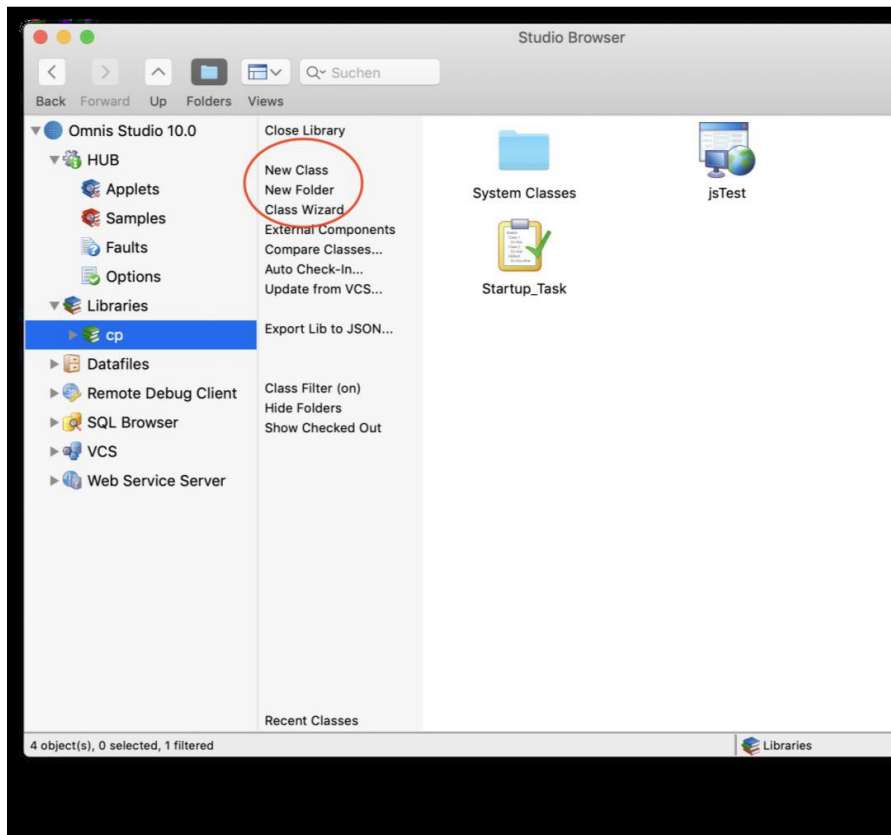 Studio Browser
Suchen
Back Forward Up Folders Views
Omnis Studio 10.0
HUB
Applets
Samples
Faults
Options
Libraries
cp
Datafiles
Remote Debug Client
SQL Browser
VCS
Web Service Server
Close Library
New Class
New Folder
Class Wizard
External Components
Compare Classes...
Auto Check-In...
Update from VCS...
Export Lib to JSON...
Class Filter (on)
Hide Folders
Show Checked Out
Recent Classes
System Classes
jsTest
Startup_Task
4 object(s), 0 selected, 1 filtered
Libraries